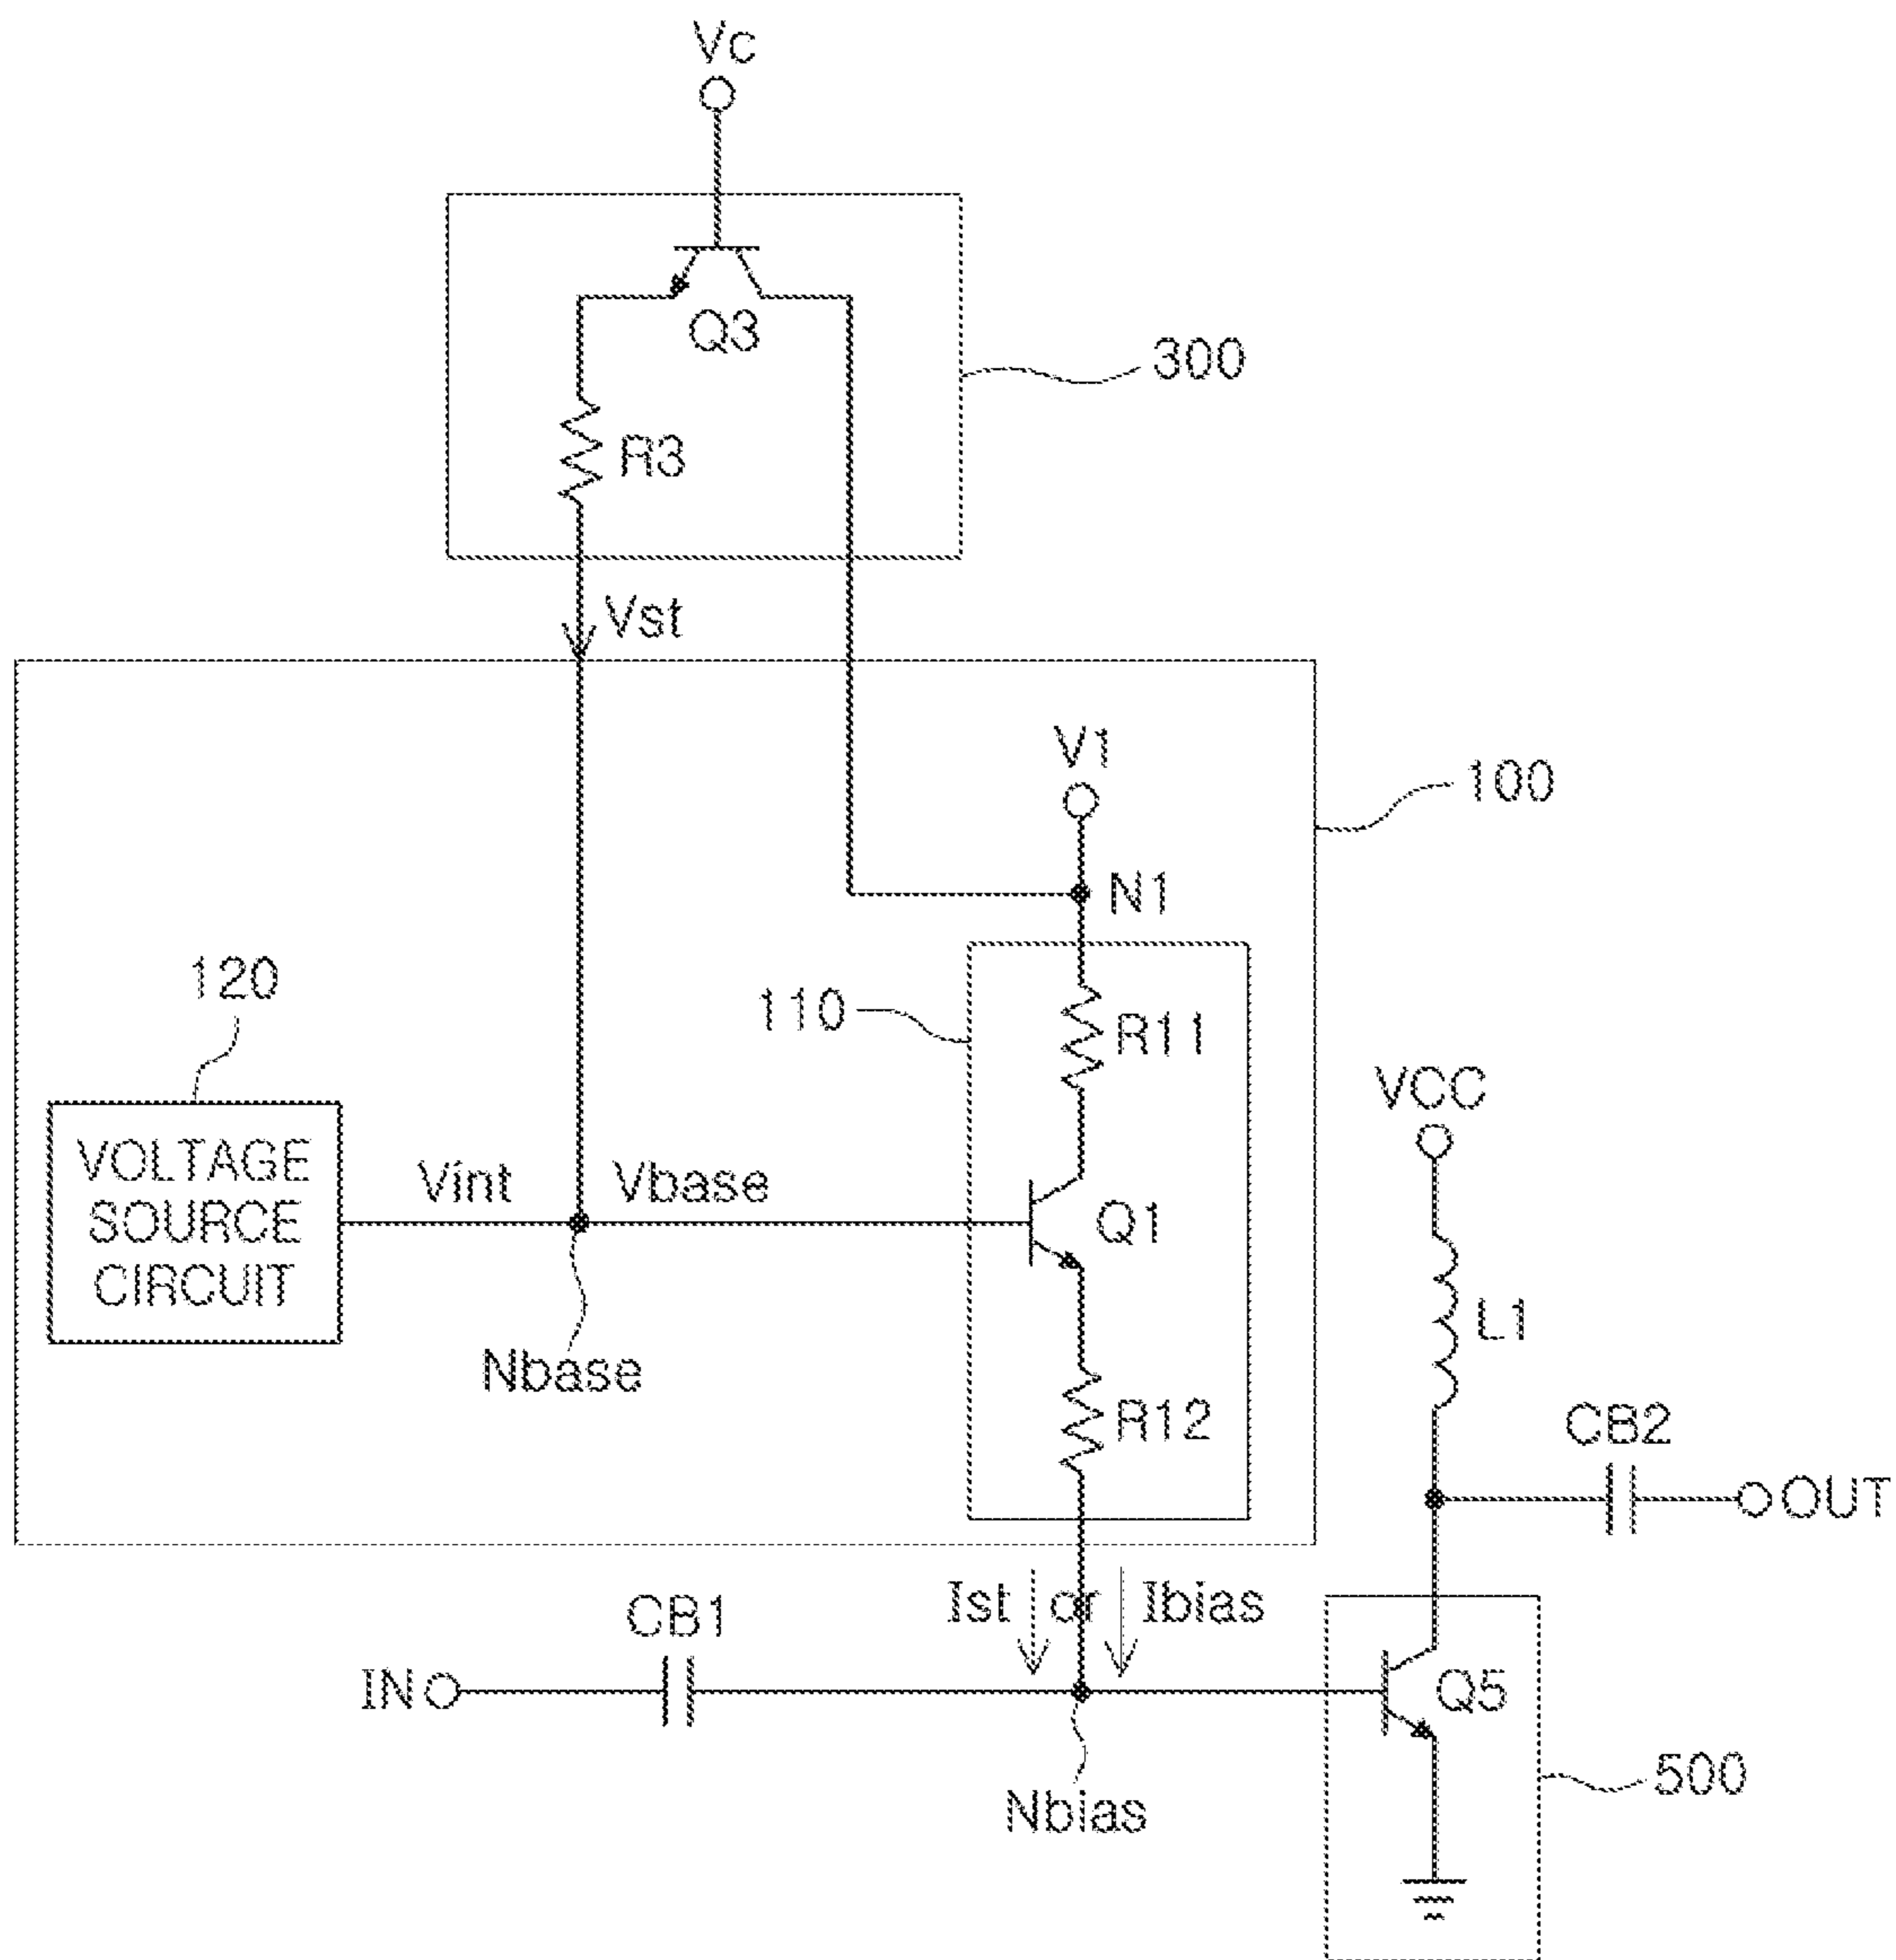 Vc
Q3
300
R3
Vst
V1
100
N1
120
110
R11
VCC
VOLTAGE
SOURCE
CIRCUIT
Vint
Vbase
Q1
L1
Nbase
R12
CB2
OUT
Ist or Ibias
CB1
IN
Q5
500
Nbias